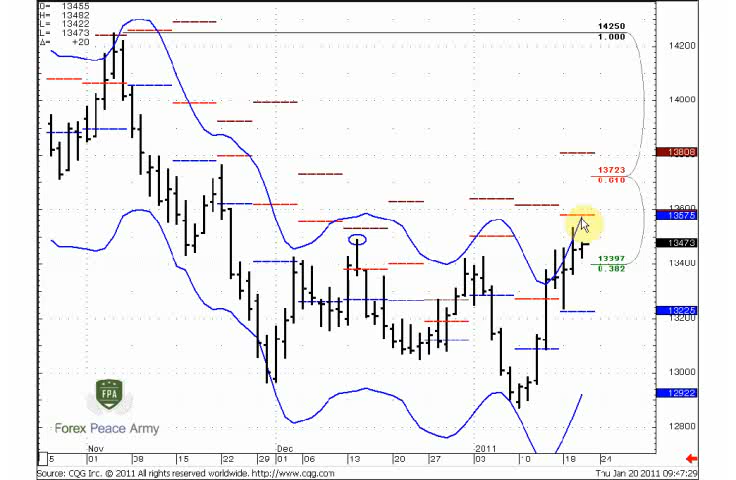 O= 13455
H= 13482
L= 13422
L= 13473
Δ= +20
14250
1.000
14200
14000
13808
13723
0.618
13600
13575
13473
13397
0.382
13400
13225
13200
13000
12922
12800
Nov Dec 2011
5 01 08 15 22 29 01 06 13 20 27 03 10 18 24
FPA
Forex Peace Army
Source: CQG Inc. © 2011 All rights reserved worldwide. http://www.cqg.com
Thu Jan 20 2011 09:47:29